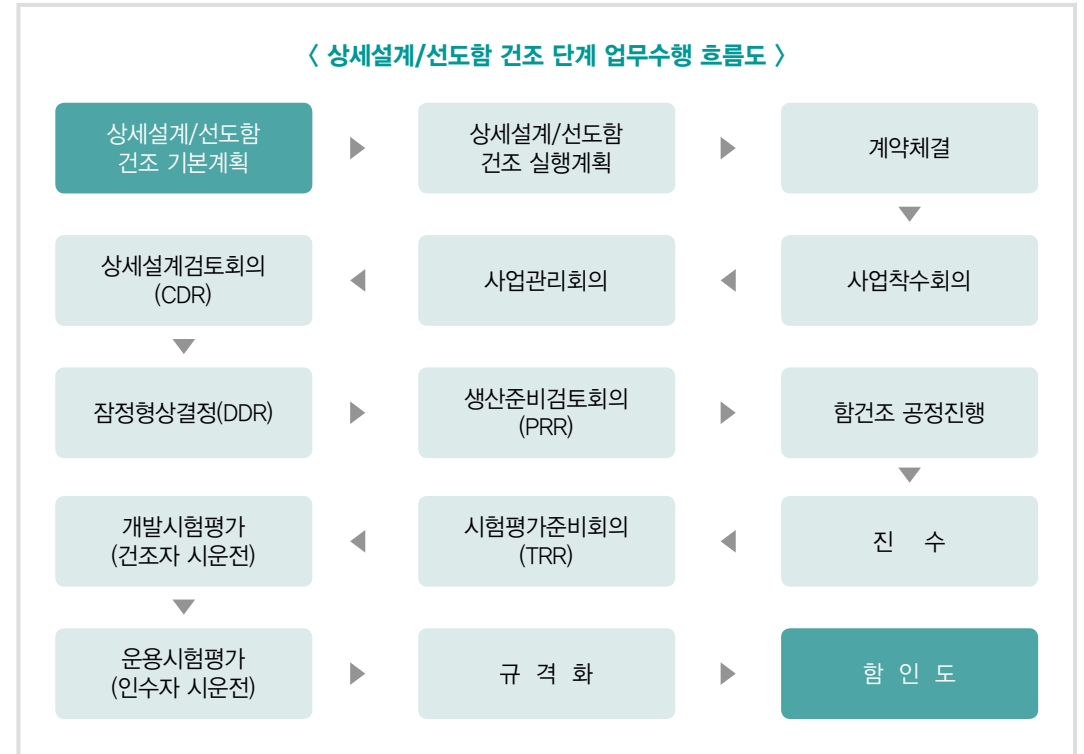 〈 상세설계/선도함 건조 단계 업무수행 흐름도 〉
상세설계/선도함
건조 기본계획
상세설계/선도함
건조 실행계획
계약체결
사업착수회의
사업관리회의
상세설계검토회의
(CDR)
잠정형상결정(DDR)
생산준비검토회의
(PRR)
함건조 공정진행
진 수
시험평가준비회의
(TRR)
개발시험평가
(건조자 시운전)
운용시험평가
(인수자 시운전)
규 격 화
함 인 도